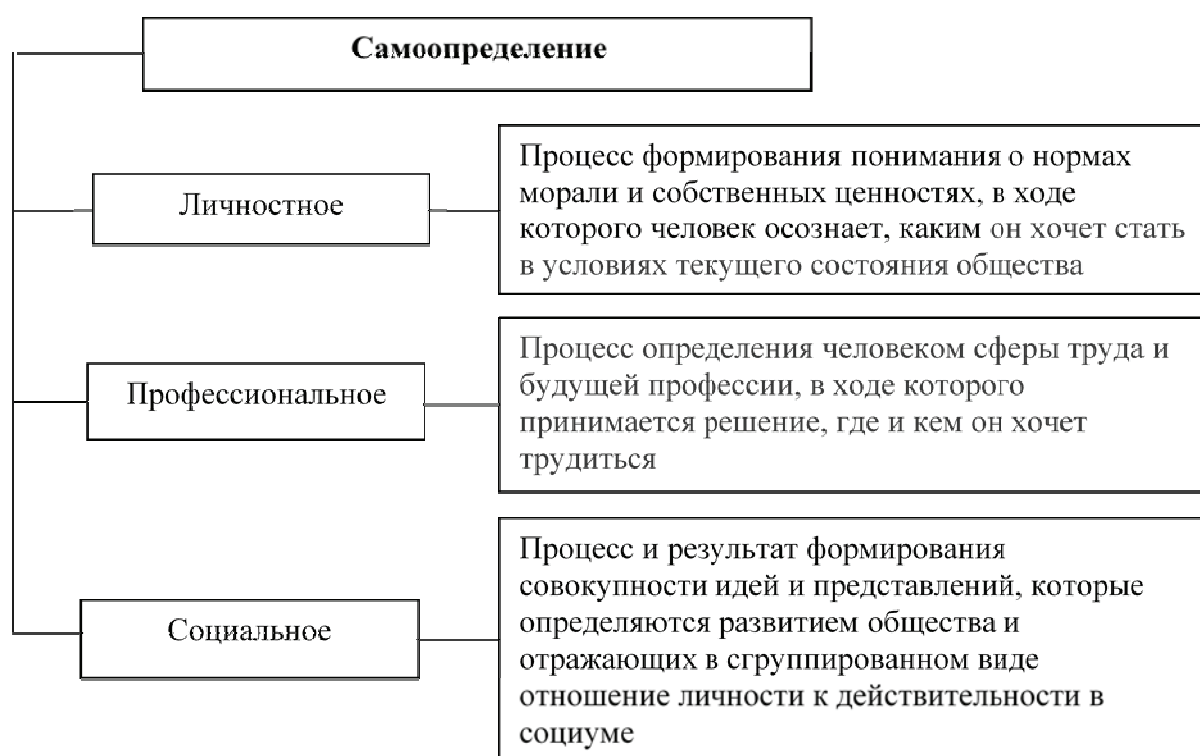 Самоопределение
Личностное
Процесс формирования понимания о нормах
морали и собственных ценностях, в ходе
которого человек осознает, каким он хочет стать
в условиях текущего состояния общества
Профессиональное
Процесс определения человеком сферы труда и
будущей профессии, в ходе которого
принимается решение, где и кем он хочет
трудиться
Социальное
Процесс и результат формирования
совокупности идей и представлений, которые
определяются развитием общества и
отражающих в сгруппированном виде
отношение личности к действительности в
социуме